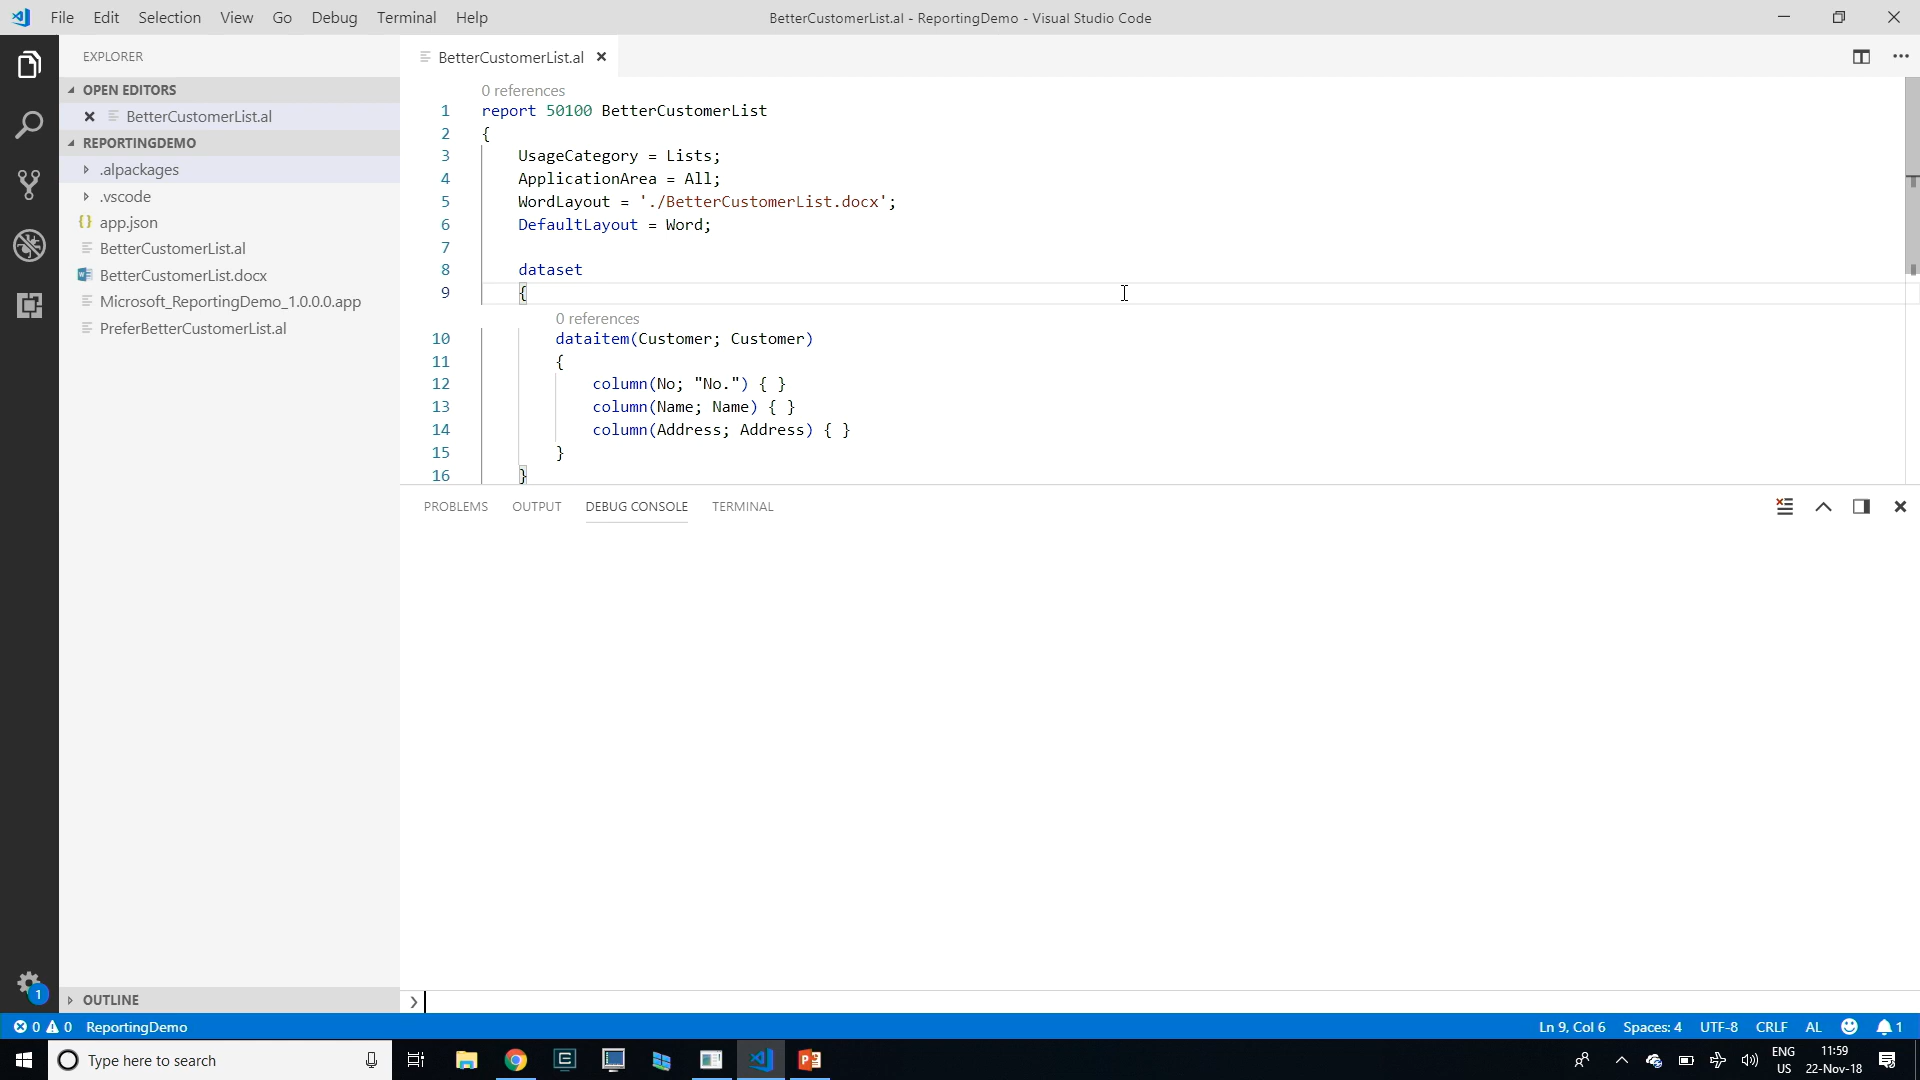 File Edit Selection View Go Debug Terminal Help
BetterCustomerList.al - ReportingDemo - Visual Studio Code
EXPLORER
OPEN EDITORS
BetterCustomerList.al
REPORTINGDEMO
.alpackages
.vscode
{} app.json
BetterCustomerList.al
BetterCustomerList.docx
Microsoft_ReportingDemo_1.0.0.0.app
PreferBetterCustomerList.al
OUTLINE
BetterCustomerList.al
0 references
1 report 50100 BetterCustomerList
2 {
3 UsageCategory = Lists;
4 ApplicationArea = All;
5 WordLayout = './BetterCustomerList.docx';
6 DefaultLayout = Word;
7
8 dataset
9 {
0 references
10 dataitem(Customer; Customer)
11 {
12 column(No; "No.") { }
13 column(Name; Name) { }
14 column(Address; Address) { }
15 }
16 }
PROBLEMS OUTPUT DEBUG CONSOLE TERMINAL
1
0 0 ReportingDemo
Ln 9, Col 6 Spaces: 4 UTF-8 CRLF AL 1
Type here to search
ENG
US
11:59
22-Nov-18